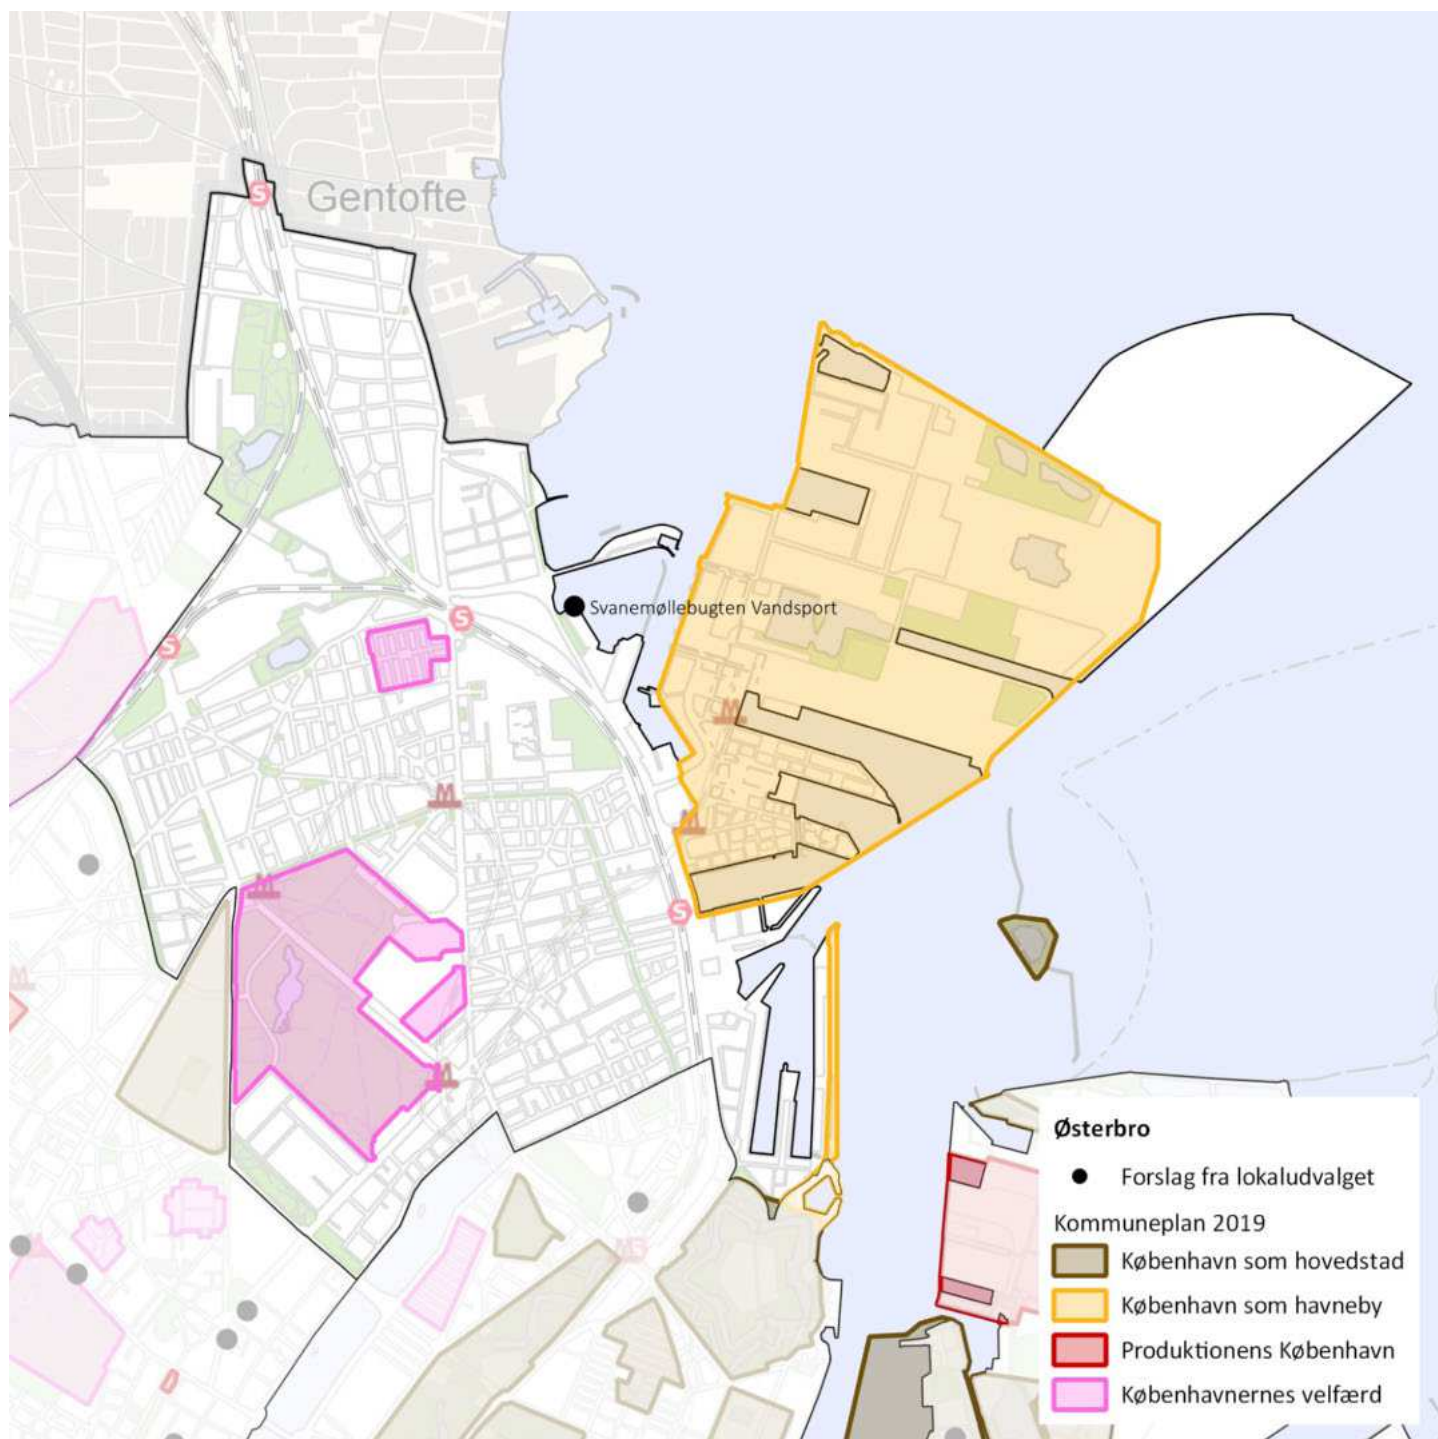 S
Gentofte
Svanemøllebugten Vandsport
S
S
M
M
M
M
S
M
M
M3
Østerbro
Forslag fra lokaludvalget
Kommuneplan 2019
København som hovedstad
København som havneby
Produktionens København
Københavnernes velfærd